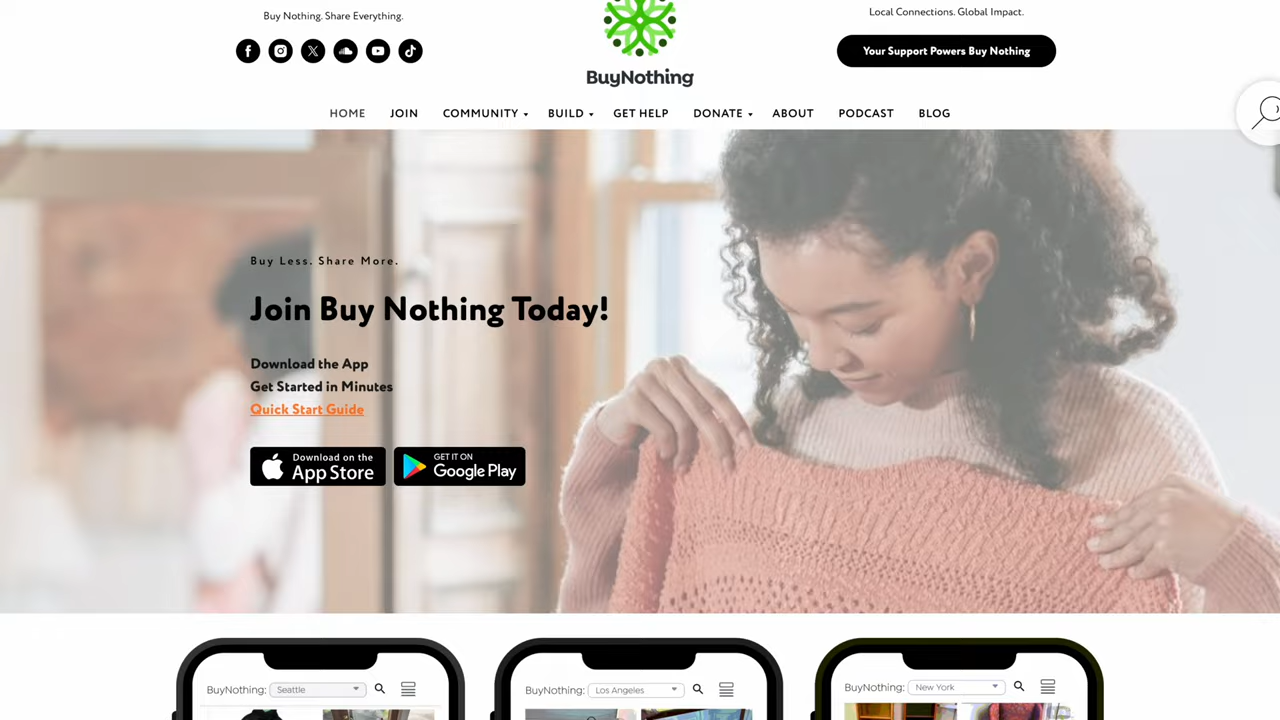 Buy Nothing. Share Everything.
BuyNothing
Local Connections. Global Impact.
Your Support Powers Buy Nothing
HOME JOIN COMMUNITY BUILD GET HELP DONATE ABOUT PODCAST BLOG
Buy Less. Share More.
Join Buy Nothing Today!
Download the App
Get Started in Minutes
Quick Start Guide
Download on the
App Store
GET IT ON
Google Play
BuyNothing: Seattle
BuyNothing: Los Angeles
BuyNothing: New York